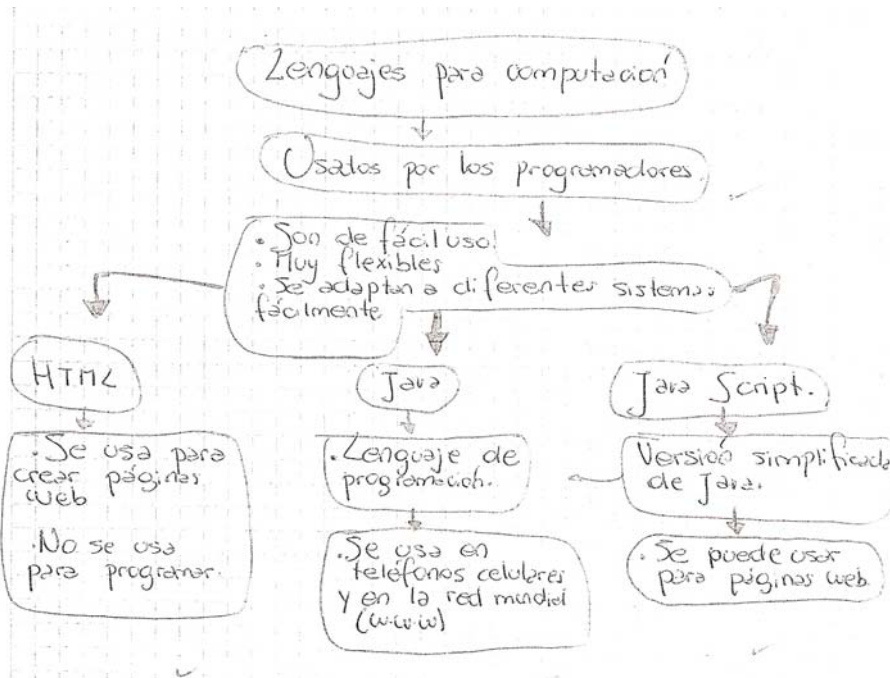 Lenguajes para computación
Usados por los programadores.
· Son de fácil uso!
· Muy flexibles
· Se adaptan a diferentes sistemas
fácilmente
HTML
· Se usa para
crear páginas
web
· No se usa
para programar.
Java
· Lenguaje de
programación.
· Se usa en
teléfonos celulares
y en la red mundial
(w.w.w)
Java Script.
Versión simplificada
de Java.
· Se puede usar
para páginas web